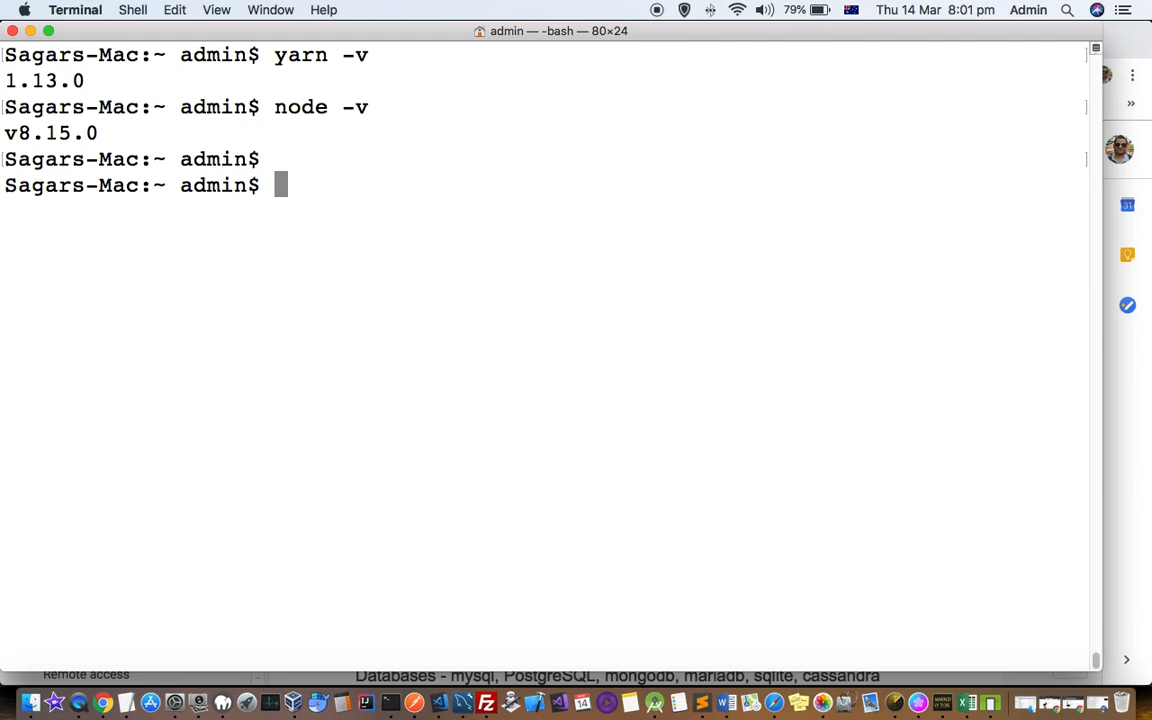 Terminal Shell Edit View Window Help 79% Thu 14 Mar 8:01 pm Admin
admin — -bash — 80×24
Sagars-Mac:~ admin$ yarn -v
1.13.0
Sagars-Mac:~ admin$ node -v
v8.15.0
Sagars-Mac:~ admin$
Sagars-Mac:~ admin$
31
Remote access
Databases - mysql, PostgreSQL, mongodb, mariadb, sqlite, cassandra
14